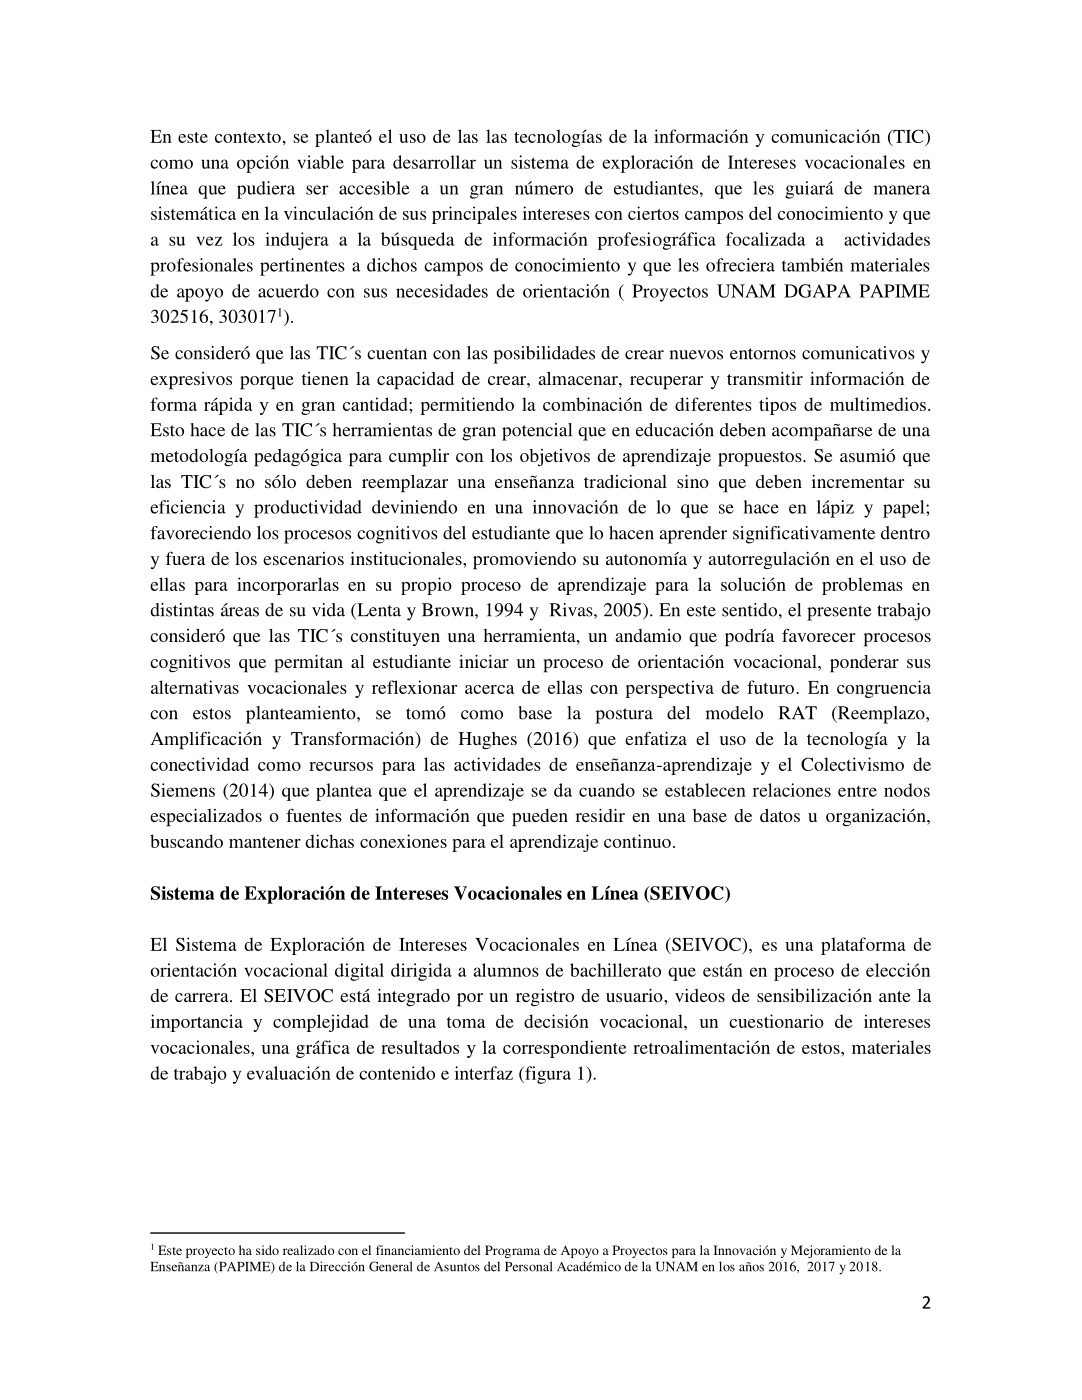 En este contexto, se planteó el uso de las las tecnologías de la información y comunicación (TIC)
como una opción viable para desarrollar un sistema de exploración de Intereses vocacionales en
línea que pudiera ser accesible a un gran número de estudiantes, que les guiará de manera
sistemática en la vinculación de sus principales intereses con ciertos campos del conocimiento y que
a su vez los indujera a la búsqueda de información profesiográfica focalizada a actividades
profesionales pertinentes a dichos campos de conocimiento y que les ofreciera también materiales
de apoyo de acuerdo con sus necesidades de orientación ( Proyectos UNAM DGAPA PAPIME
302516, 303017¹).
Se consideró que las TIC´s cuentan con las posibilidades de crear nuevos entornos comunicativos y
expresivos porque tienen la capacidad de crear, almacenar, recuperar y transmitir información de
forma rápida y en gran cantidad; permitiendo la combinación de diferentes tipos de multimedios.
Esto hace de las TIC´s herramientas de gran potencial que en educación deben acompañarse de una
metodología pedagógica para cumplir con los objetivos de aprendizaje propuestos. Se asumió que
las TIC´s no sólo deben reemplazar una enseñanza tradicional sino que deben incrementar su
eficiencia y productividad deviniendo en una innovación de lo que se hace en lápiz y papel;
favoreciendo los procesos cognitivos del estudiante que lo hacen aprender significativamente dentro
y fuera de los escenarios institucionales, promoviendo su autonomía y autorregulación en el uso de
ellas para incorporarlas en su propio proceso de aprendizaje para la solución de problemas en
distintas áreas de su vida (Lenta y Brown, 1994 y Rivas, 2005). En este sentido, el presente trabajo
consideró que las TIC´s constituyen una herramienta, un andamio que podría favorecer procesos
cognitivos que permitan al estudiante iniciar un proceso de orientación vocacional, ponderar sus
alternativas vocacionales y reflexionar acerca de ellas con perspectiva de futuro. En congruencia
con estos planteamiento, se tomó como base la postura del modelo RAT (Reemplazo,
Amplificación y Transformación) de Hughes (2016) que enfatiza el uso de la tecnología y la
conectividad como recursos para las actividades de enseñanza-aprendizaje y el Colectivismo de
Siemens (2014) que plantea que el aprendizaje se da cuando se establecen relaciones entre nodos
especializados o fuentes de información que pueden residir en una base de datos u organización,
buscando mantener dichas conexiones para el aprendizaje continuo.
Sistema de Exploración de Intereses Vocacionales en Línea (SEIVOC)
El Sistema de Exploración de Intereses Vocacionales en Línea (SEIVOC), es una plataforma de
orientación vocacional digital dirigida a alumnos de bachillerato que están en proceso de elección
de carrera. El SEIVOC está integrado por un registro de usuario, videos de sensibilización ante la
importancia y complejidad de una toma de decisión vocacional, un cuestionario de intereses
vocacionales, una gráfica de resultados y la correspondiente retroalimentación de estos, materiales
de trabajo y evaluación de contenido e interfaz (figura 1).
¹ Este proyecto ha sido realizado con el financiamiento del Programa de Apoyo a Proyectos para la Innovación y Mejoramiento de la
Enseñanza (PAPIME) de la Dirección General de Asuntos del Personal Académico de la UNAM en los años 2016, 2017 y 2018.
2